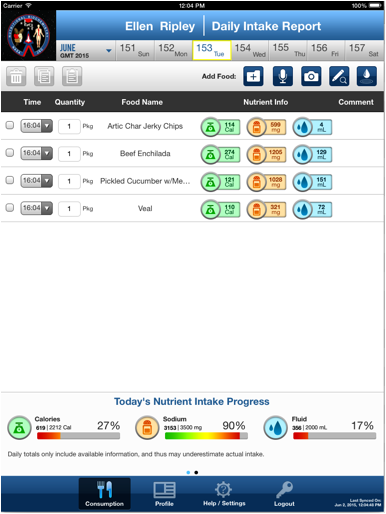 Carrier 12:04 PM 100%
Ellen Ripley Daily Intake Report
JUNE
GMT 2015
151 Sun 152 Mon 153 Tue 154 Wed 155 Thu 156 Fri 157 Sat
Add Food:
Time Quantity Food Name Nutrient Info Comment
16:04 1 Pkg Artic Char Jerky Chips 114 Cal 599 mg 4 mL
16:04 1 Pkg Beef Enchilada 274 Cal 1205 mg 129 mL
16:04 1 Pkg Pickled Cucumber w/Me... 121 Cal 1028 mg 151 mL
16:04 1 Pkg Veal 110 Cal 321 mg 72 mL
Today's Nutrient Intake Progress
Calories Sodium Fluid
619 | 2212 Cal 27% 3153 | 3500 mg 90% 356 | 2000 mL 17%
Daily totals only include available information, and thus may underestimate actual intake.
Consumption Profile Help / Settings Logout
Last Synced On:
Jun 2, 2015, 15:04:46 PM